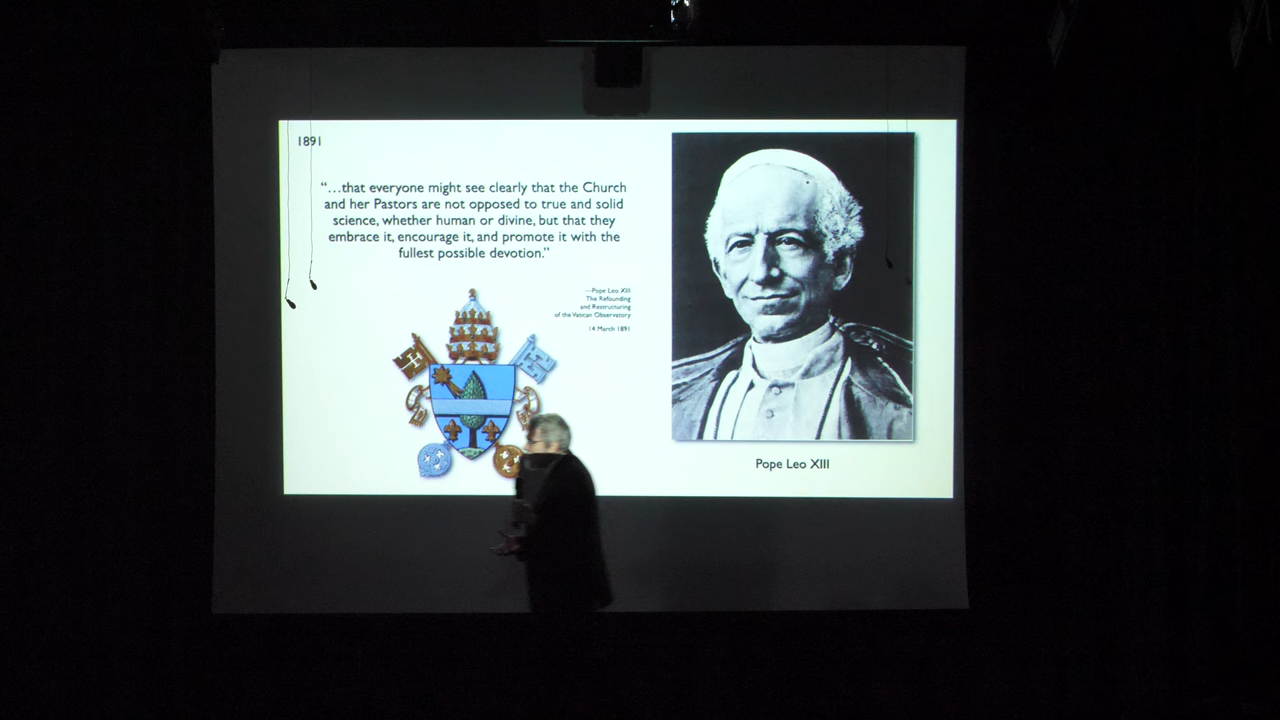 1891
“…that everyone might see clearly that the Church
and her Pastors are not opposed to true and solid
science, whether human or divine, but that they
embrace it, encourage it, and promote it with the
fullest possible devotion.”
—Pope Leo XIII
The Refounding
and Restructuring
of the Vatican Observatory
14 March 1891
Pope Leo XIII